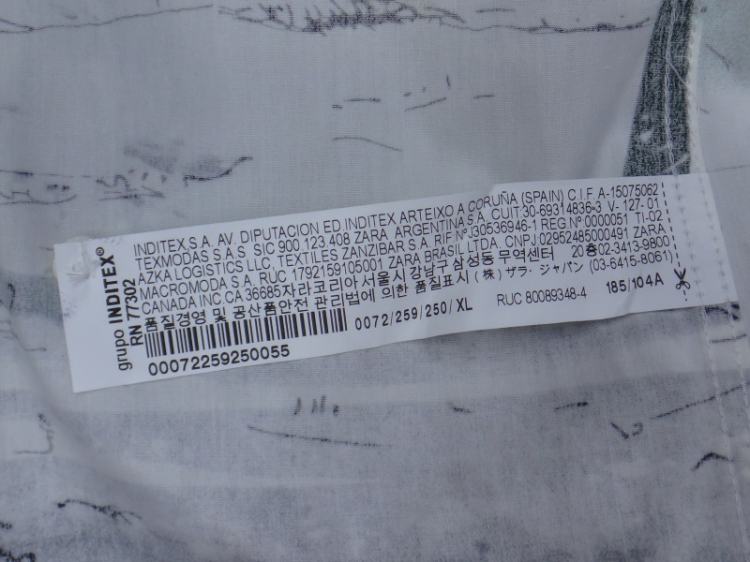 grupo INDITEX®
RN 77302
INDITEX,S.A. AV. DIPUTACION ED.INDITEX ARTEIXO A CORUÑA (SPAIN) C.I.F. A-15075062
TEXMODAS S.A.S. SIC 900 123 408 ZARA ARGENTINA S.A. CUIT:30-69314836-3 V-127-01
AZKA LOGISTICS LLC TEXTILES ZANZIBAR S.A. RIF NºJ30536946-1 REG.Nº0000051 TI-02
MACROMODA S.A. RUC 1792159105001 ZARA BRASIL LTDA. CNPJ 02952485000491 ZARA
CANADA INC.CA 36685자라코리아 서울시 강남구 삼성동 무역센터 20층02-3413-9800
품질경영 및 공산품안전 관리법에 의한 품질표시 (株) ザラ・ジャパン (03-6415-8061)
0072/259/250/XL RUC 80089348-4 185/104A
00072259250055